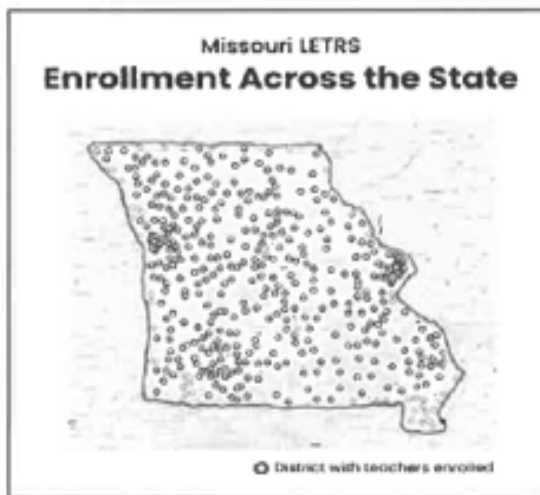 Missouri LETRS
Enrollment Across the State
District with teachers enrolled